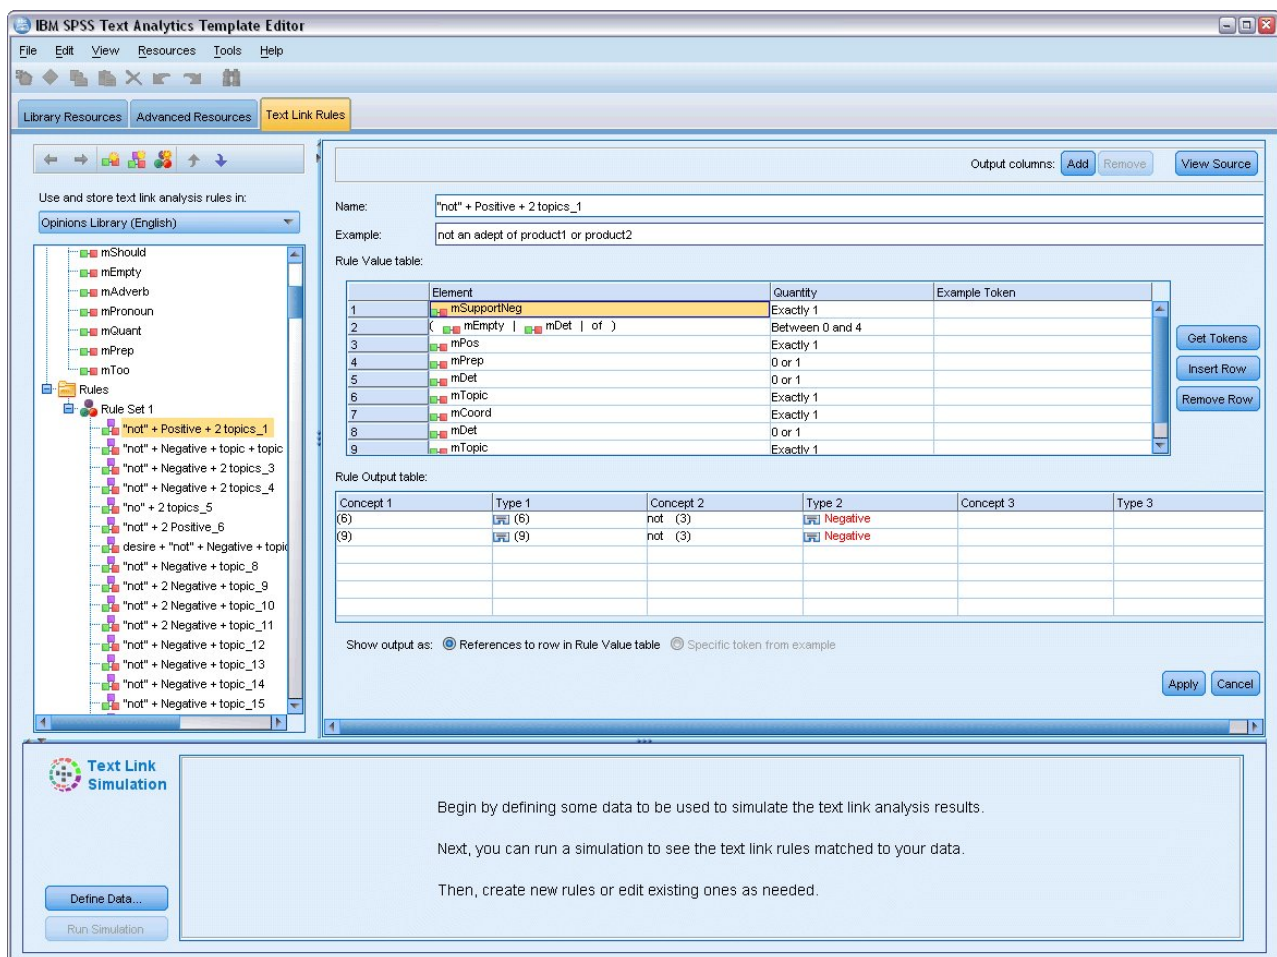 IBM SPSS Text Analytics Template Editor
File Edit View Resources Tools Help
Library Resources Advanced Resources Text Link Rules
Use and store text link analysis rules in:
Opinions Library (English)
mShould
mEmpty
mAdverb
mPronoun
mQuant
mPrep
mToo
Rules
Rule Set 1
"not" + Positive + 2 topics_1
"not" + Negative + topic + topic
"not" + Negative + 2 topics_3
"not" + Negative + 2 topics_4
"no" + 2 topics_5
"not" + 2 Positive_6
desire + "not" + Negative + topic
"not" + Negative + topic_8
"not" + 2 Negative + topic_9
"not" + 2 Negative + topic_10
"not" + 2 Negative + topic_11
"not" + Negative + topic_12
"not" + Negative + topic_13
"not" + Negative + topic_14
"not" + Negative + topic_15
Output columns: Add Remove View Source
Name: "not" + Positive + 2 topics_1
Example: not an adept of product1 or product2
Rule Value table:
Element Quantity Example Token
1 mSupportNeg Exactly 1
2 ( mEmpty | mDet | of ) Between 0 and 4
3 mPos Exactly 1
4 mPrep 0 or 1
5 mDet 0 or 1
6 mTopic Exactly 1
7 mCoord Exactly 1
8 mDet 0 or 1
9 mTopic Exactly 1
Get Tokens
Insert Row
Remove Row
Rule Output table:
Concept 1 Type 1 Concept 2 Type 2 Concept 3 Type 3
(6) (6) not (3) Negative
(9) (9) not (3) Negative
Show output as: References to row in Rule Value table Specific token from example
Apply Cancel
Text Link
Simulation
Define Data...
Run Simulation
Begin by defining some data to be used to simulate the text link analysis results.
Next, you can run a simulation to see the text link rules matched to your data.
Then, create new rules or edit existing ones as needed.